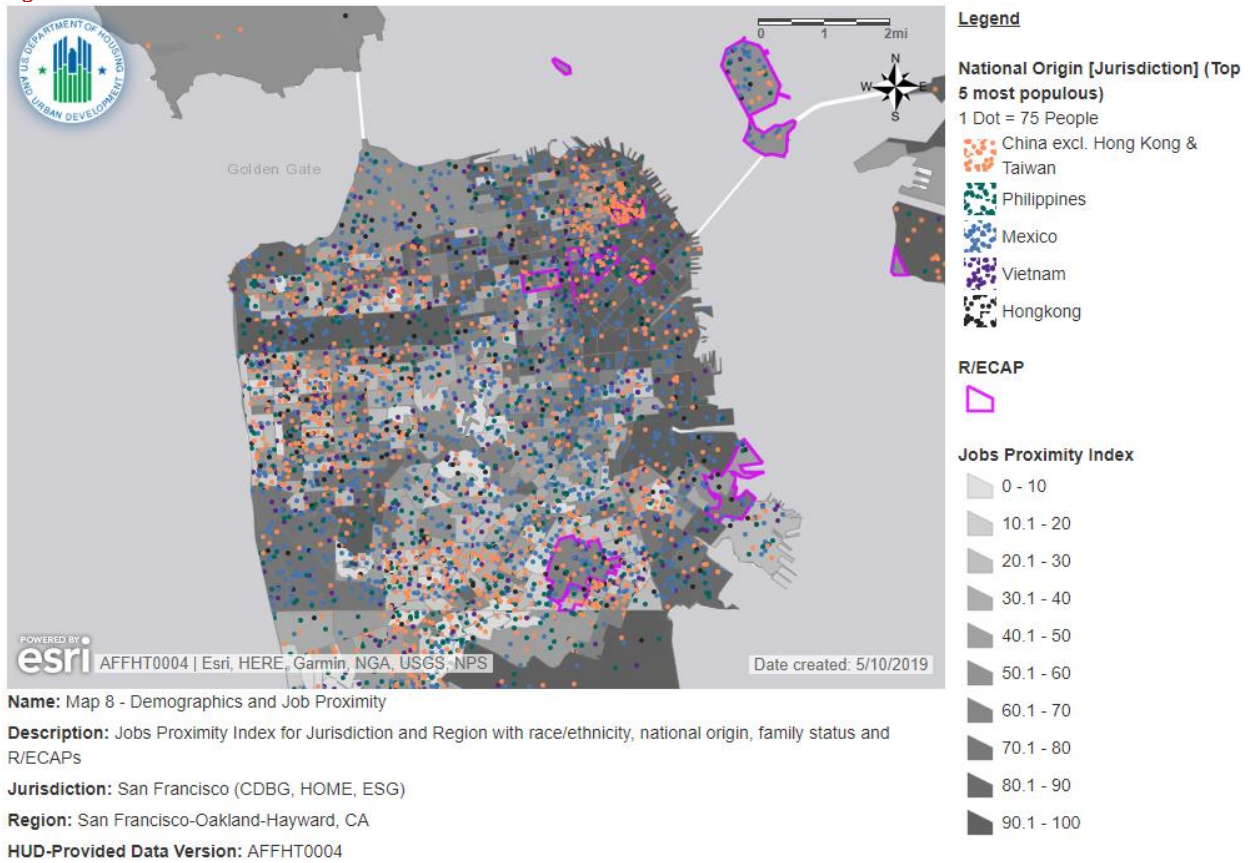 U.S. DEPARTMENT OF HOUSING
AND URBAN DEVELOPMENT
0 1 2mi
N
W E
S
Golden Gate
POWERED BY
esri
AFFHT0004 | Esri, HERE, Garmin, NGA, USGS, NPS
Date created: 5/10/2019
Legend
National Origin [Jurisdiction] (Top
5 most populous)
1 Dot = 75 People
China excl. Hong Kong &
Taiwan
Philippines
Mexico
Vietnam
Hongkong
R/ECAP
Jobs Proximity Index
0 - 10
10.1 - 20
20.1 - 30
30.1 - 40
40.1 - 50
50.1 - 60
60.1 - 70
70.1 - 80
80.1 - 90
90.1 - 100
Name: Map 8 - Demographics and Job Proximity
Description: Jobs Proximity Index for Jurisdiction and Region with race/ethnicity, national origin, family status and
R/ECAPs
Jurisdiction: San Francisco (CDBG, HOME, ESG)
Region: San Francisco-Oakland-Hayward, CA
HUD-Provided Data Version: AFFHT0004